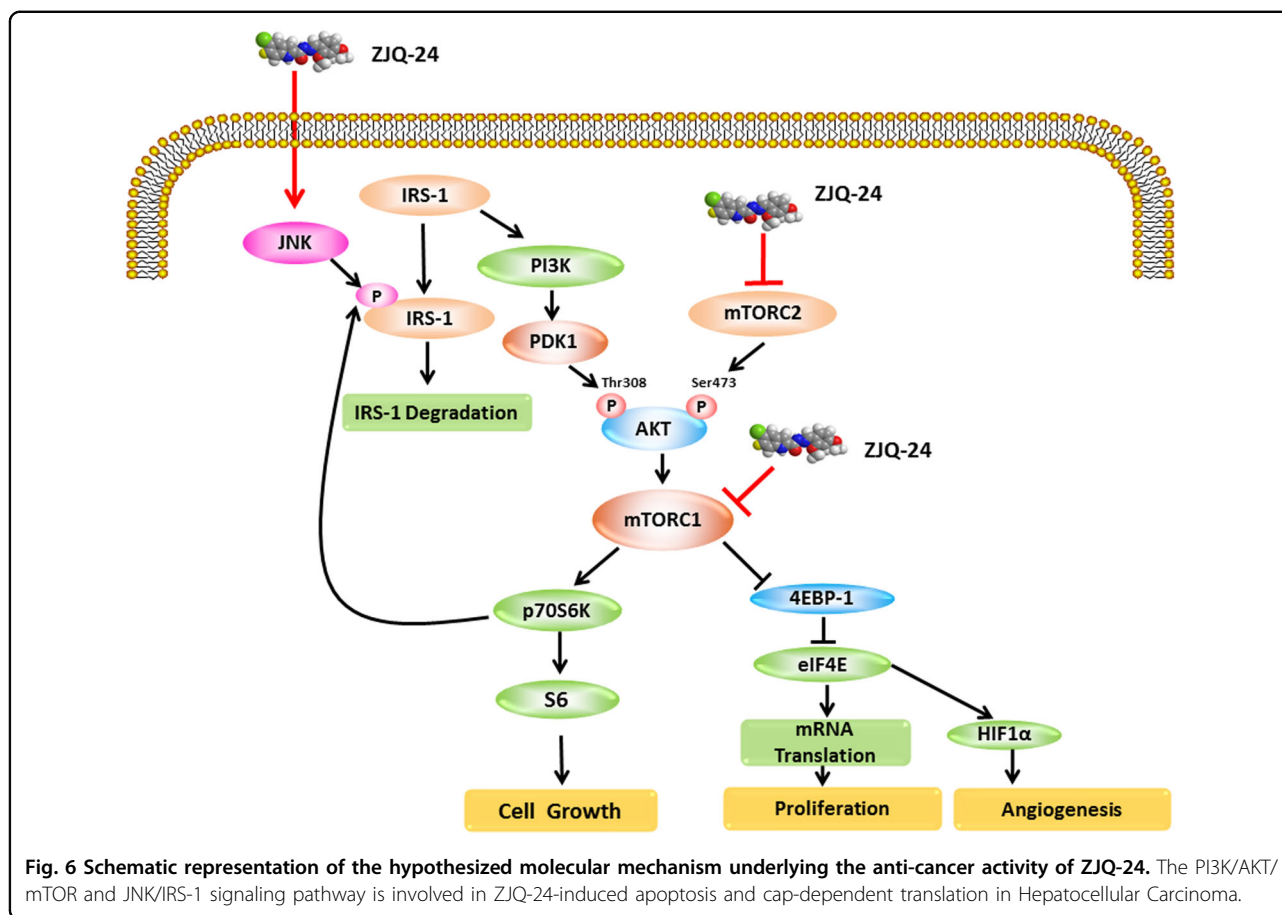 ZJQ-24
IRS-1
ZJQ-24
JNK
PI3K
P
IRS-1
mTORC2
PDK1
Thr308
Ser473
IRS-1 Degradation
P
P
AKT
ZJQ-24
mTORC1
p70S6K
4EBP-1
eIF4E
S6
mRNA
Translation
HIF1α
Cell Growth
Proliferation
Angiogenesis
Fig. 6 Schematic representation of the hypothesized molecular mechanism underlying the anti-cancer activity of ZJQ-24. The PI3K/AKT/
mTOR and JNK/IRS-1 signaling pathway is involved in ZJQ-24-induced apoptosis and cap-dependent translation in Hepatocellular Carcinoma.